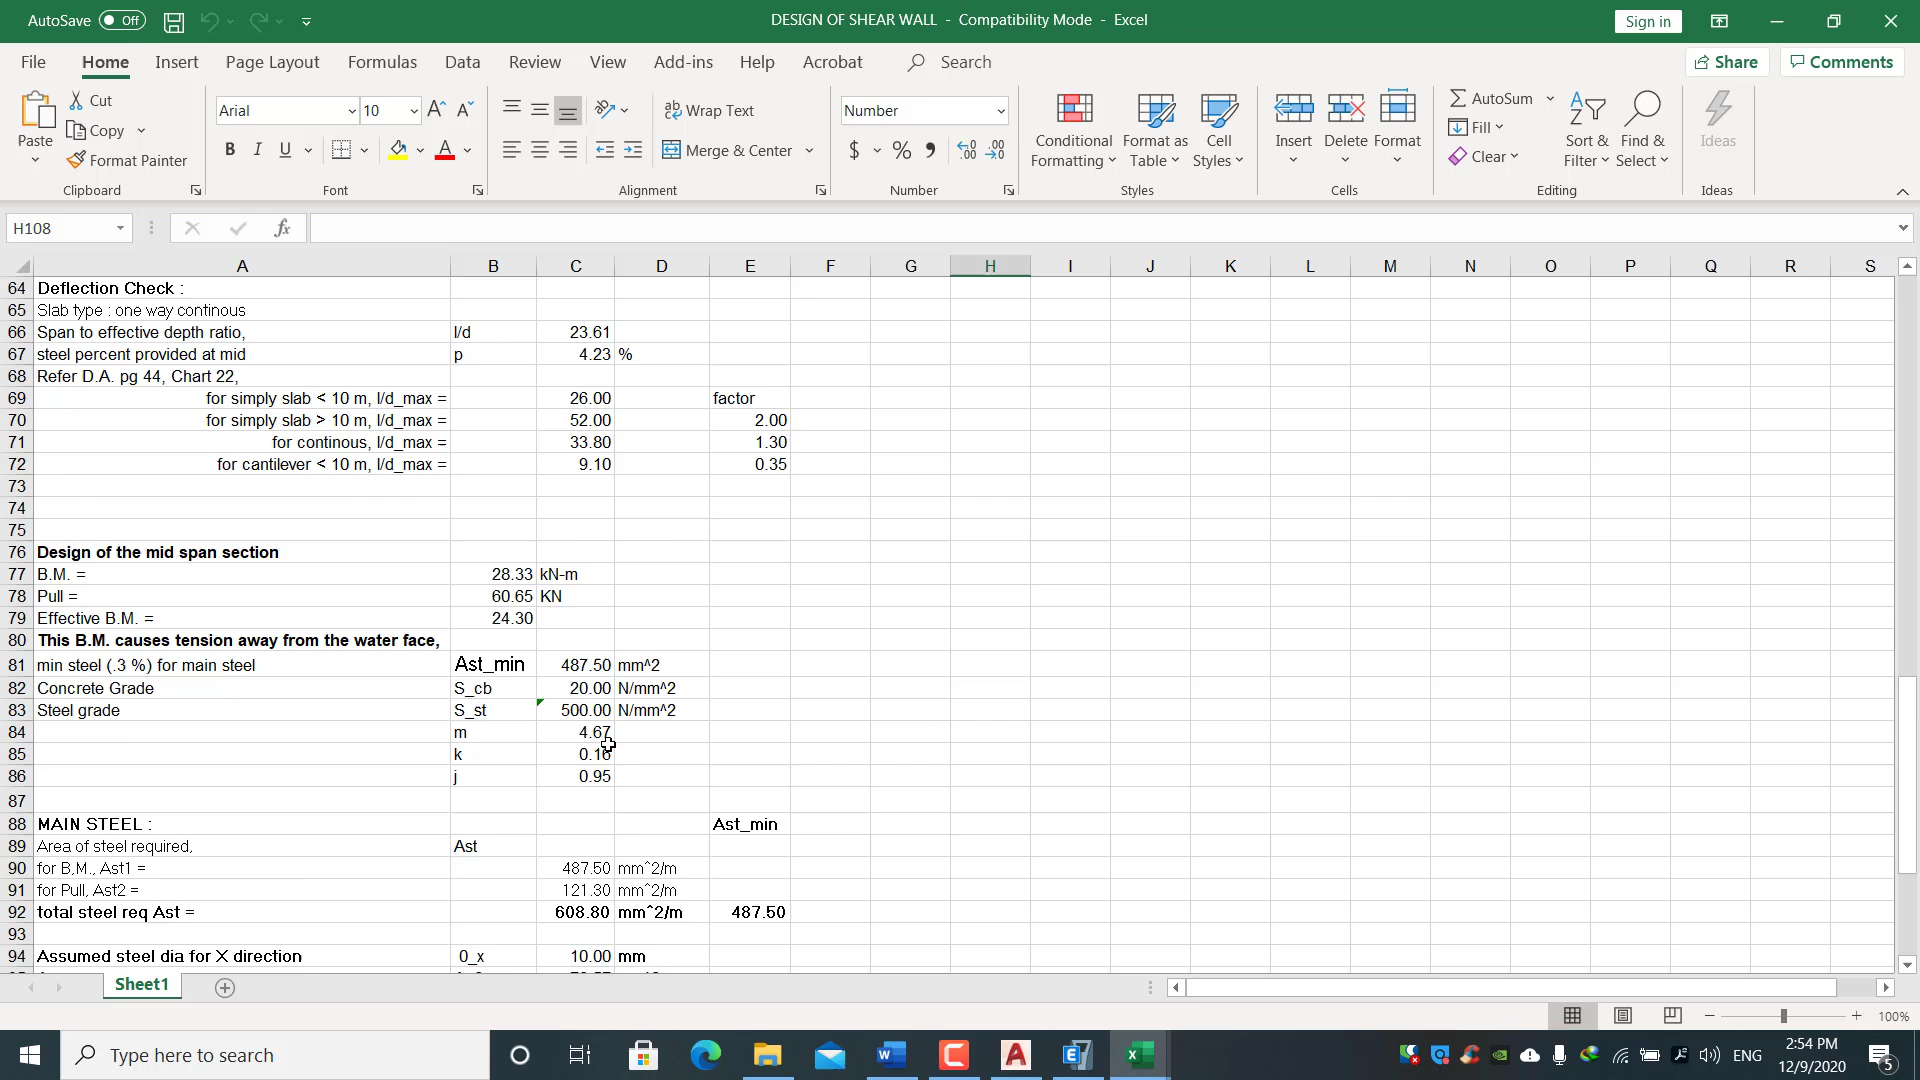 AutoSave Off
DESIGN OF SHEAR WALL - Compatibility Mode - Excel
Sign in
File Home Insert Page Layout Formulas Data Review View Add-ins Help Acrobat Search
Share Comments
Paste
Cut
Copy
Format Painter
Clipboard
Arial 10
B I U
Font
Wrap Text
Merge & Center
Alignment
Number
$ % 9
Number
Conditional Formatting
Format as Table
Cell Styles
Styles
Insert Delete Format
Cells
AutoSum
Fill
Clear
Sort & Filter
Find & Select
Editing
Ideas
Ideas
H108 fx
A B C D E F G H I J K L M N O P Q R S
64 Deflection Check :
65 Slab type : one way continous
66 Span to effective depth ratio, l/d 23.61
67 steel percent provided at mid p 4.23 %
68 Refer D.A. pg 44, Chart 22,
69 for simply slab < 10 m, l/d_max = 26.00 factor
70 for simply slab > 10 m, l/d_max = 52.00 2.00
71 for continous, l/d_max = 33.80 1.30
72 for cantilever < 10 m, l/d_max = 9.10 0.35
73
74
75
76 Design of the mid span section
77 B.M. = 28.33 kN-m
78 Pull = 60.65 KN
79 Effective B.M. = 24.30
80 This B.M. causes tension away from the water face,
81 min steel (.3 %) for main steel Ast_min 487.50 mm^2
82 Concrete Grade S_cb 20.00 N/mm^2
83 Steel grade S_st 500.00 N/mm^2
84 m 4.67
85 k 0.16
86 j 0.95
87
88 MAIN STEEL : Ast_min
89 Area of steel required, Ast
90 for B,M., Ast1 = 487.50 mm^2/m
91 for Pull, Ast2 = 121.30 mm^2/m
92 total steel req Ast = 608.80 mm^2/m 487.50
93
94 Assumed steel dia for X direction 0_x 10.00 mm
Sheet1
100%
Type here to search
ENG
2:54 PM
12/9/2020
5